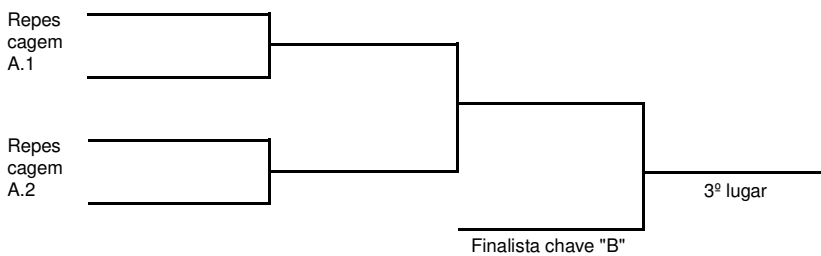 Repes
cagem
A.1
Repes
cagem
A.2
3º lugar
Finalista chave "B"